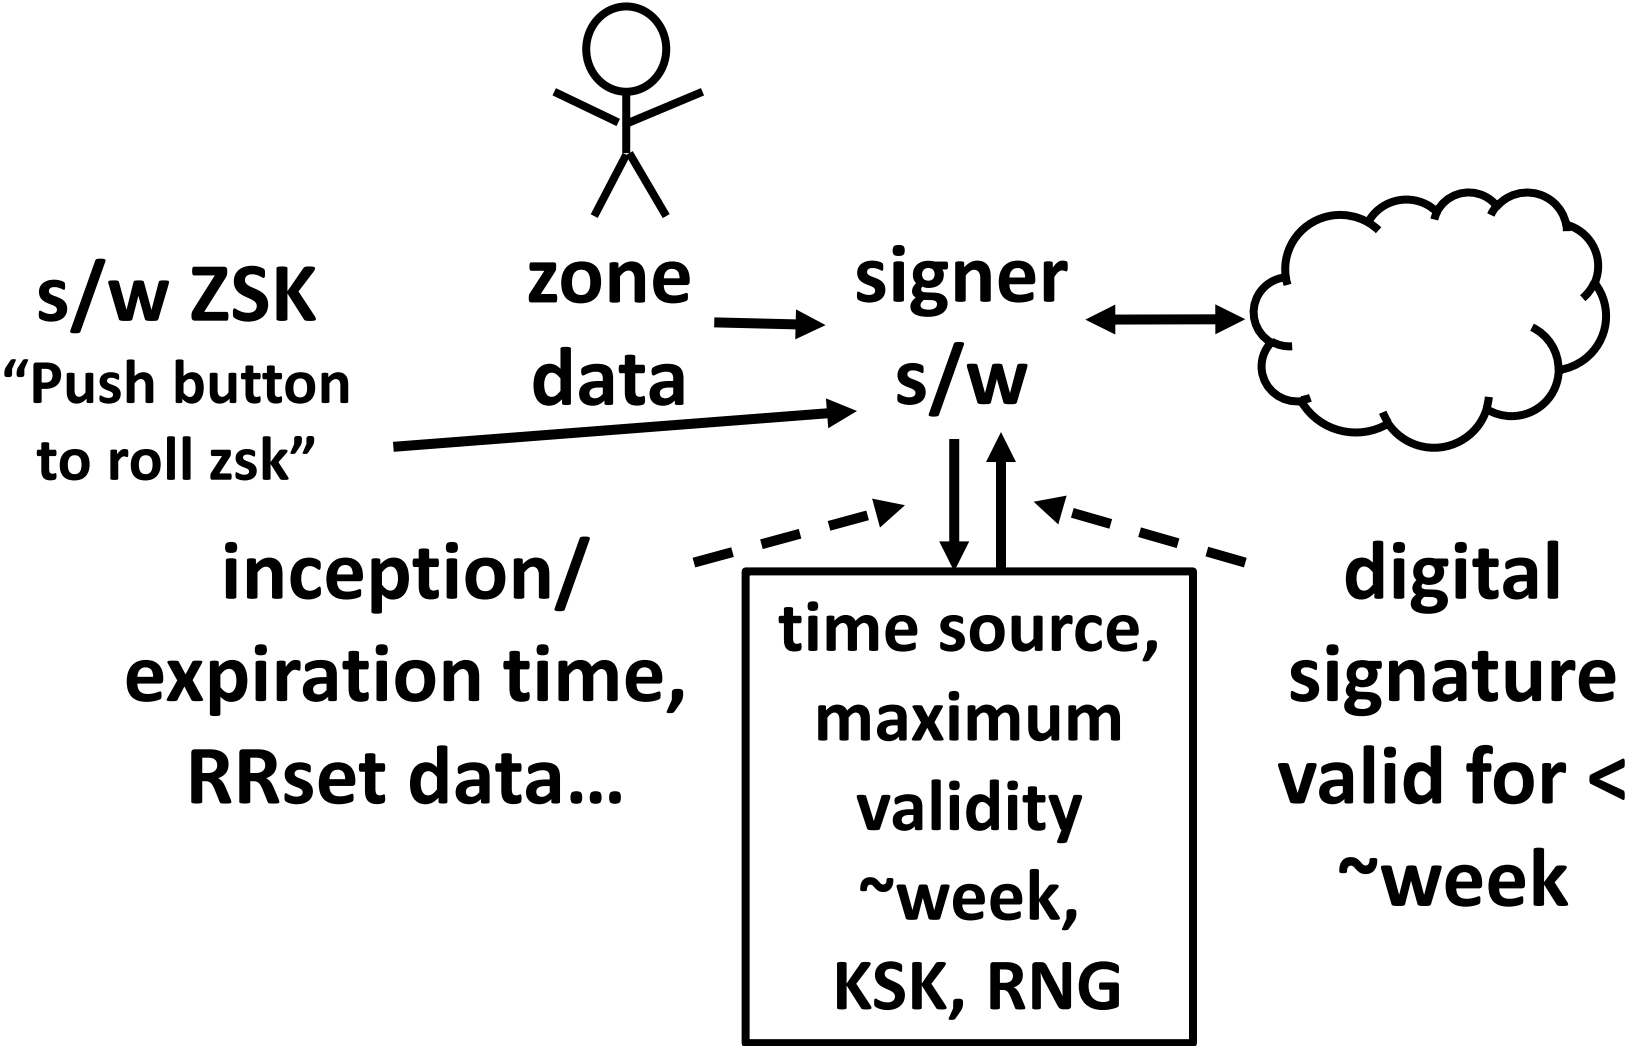 s/w ZSK
“Push button
to roll zsk”
zone
data
signer
s/w
inception/
expiration time,
RRset data…
time source,
maximum
validity
~week,
KSK, RNG
digital
signature
valid for <
~week